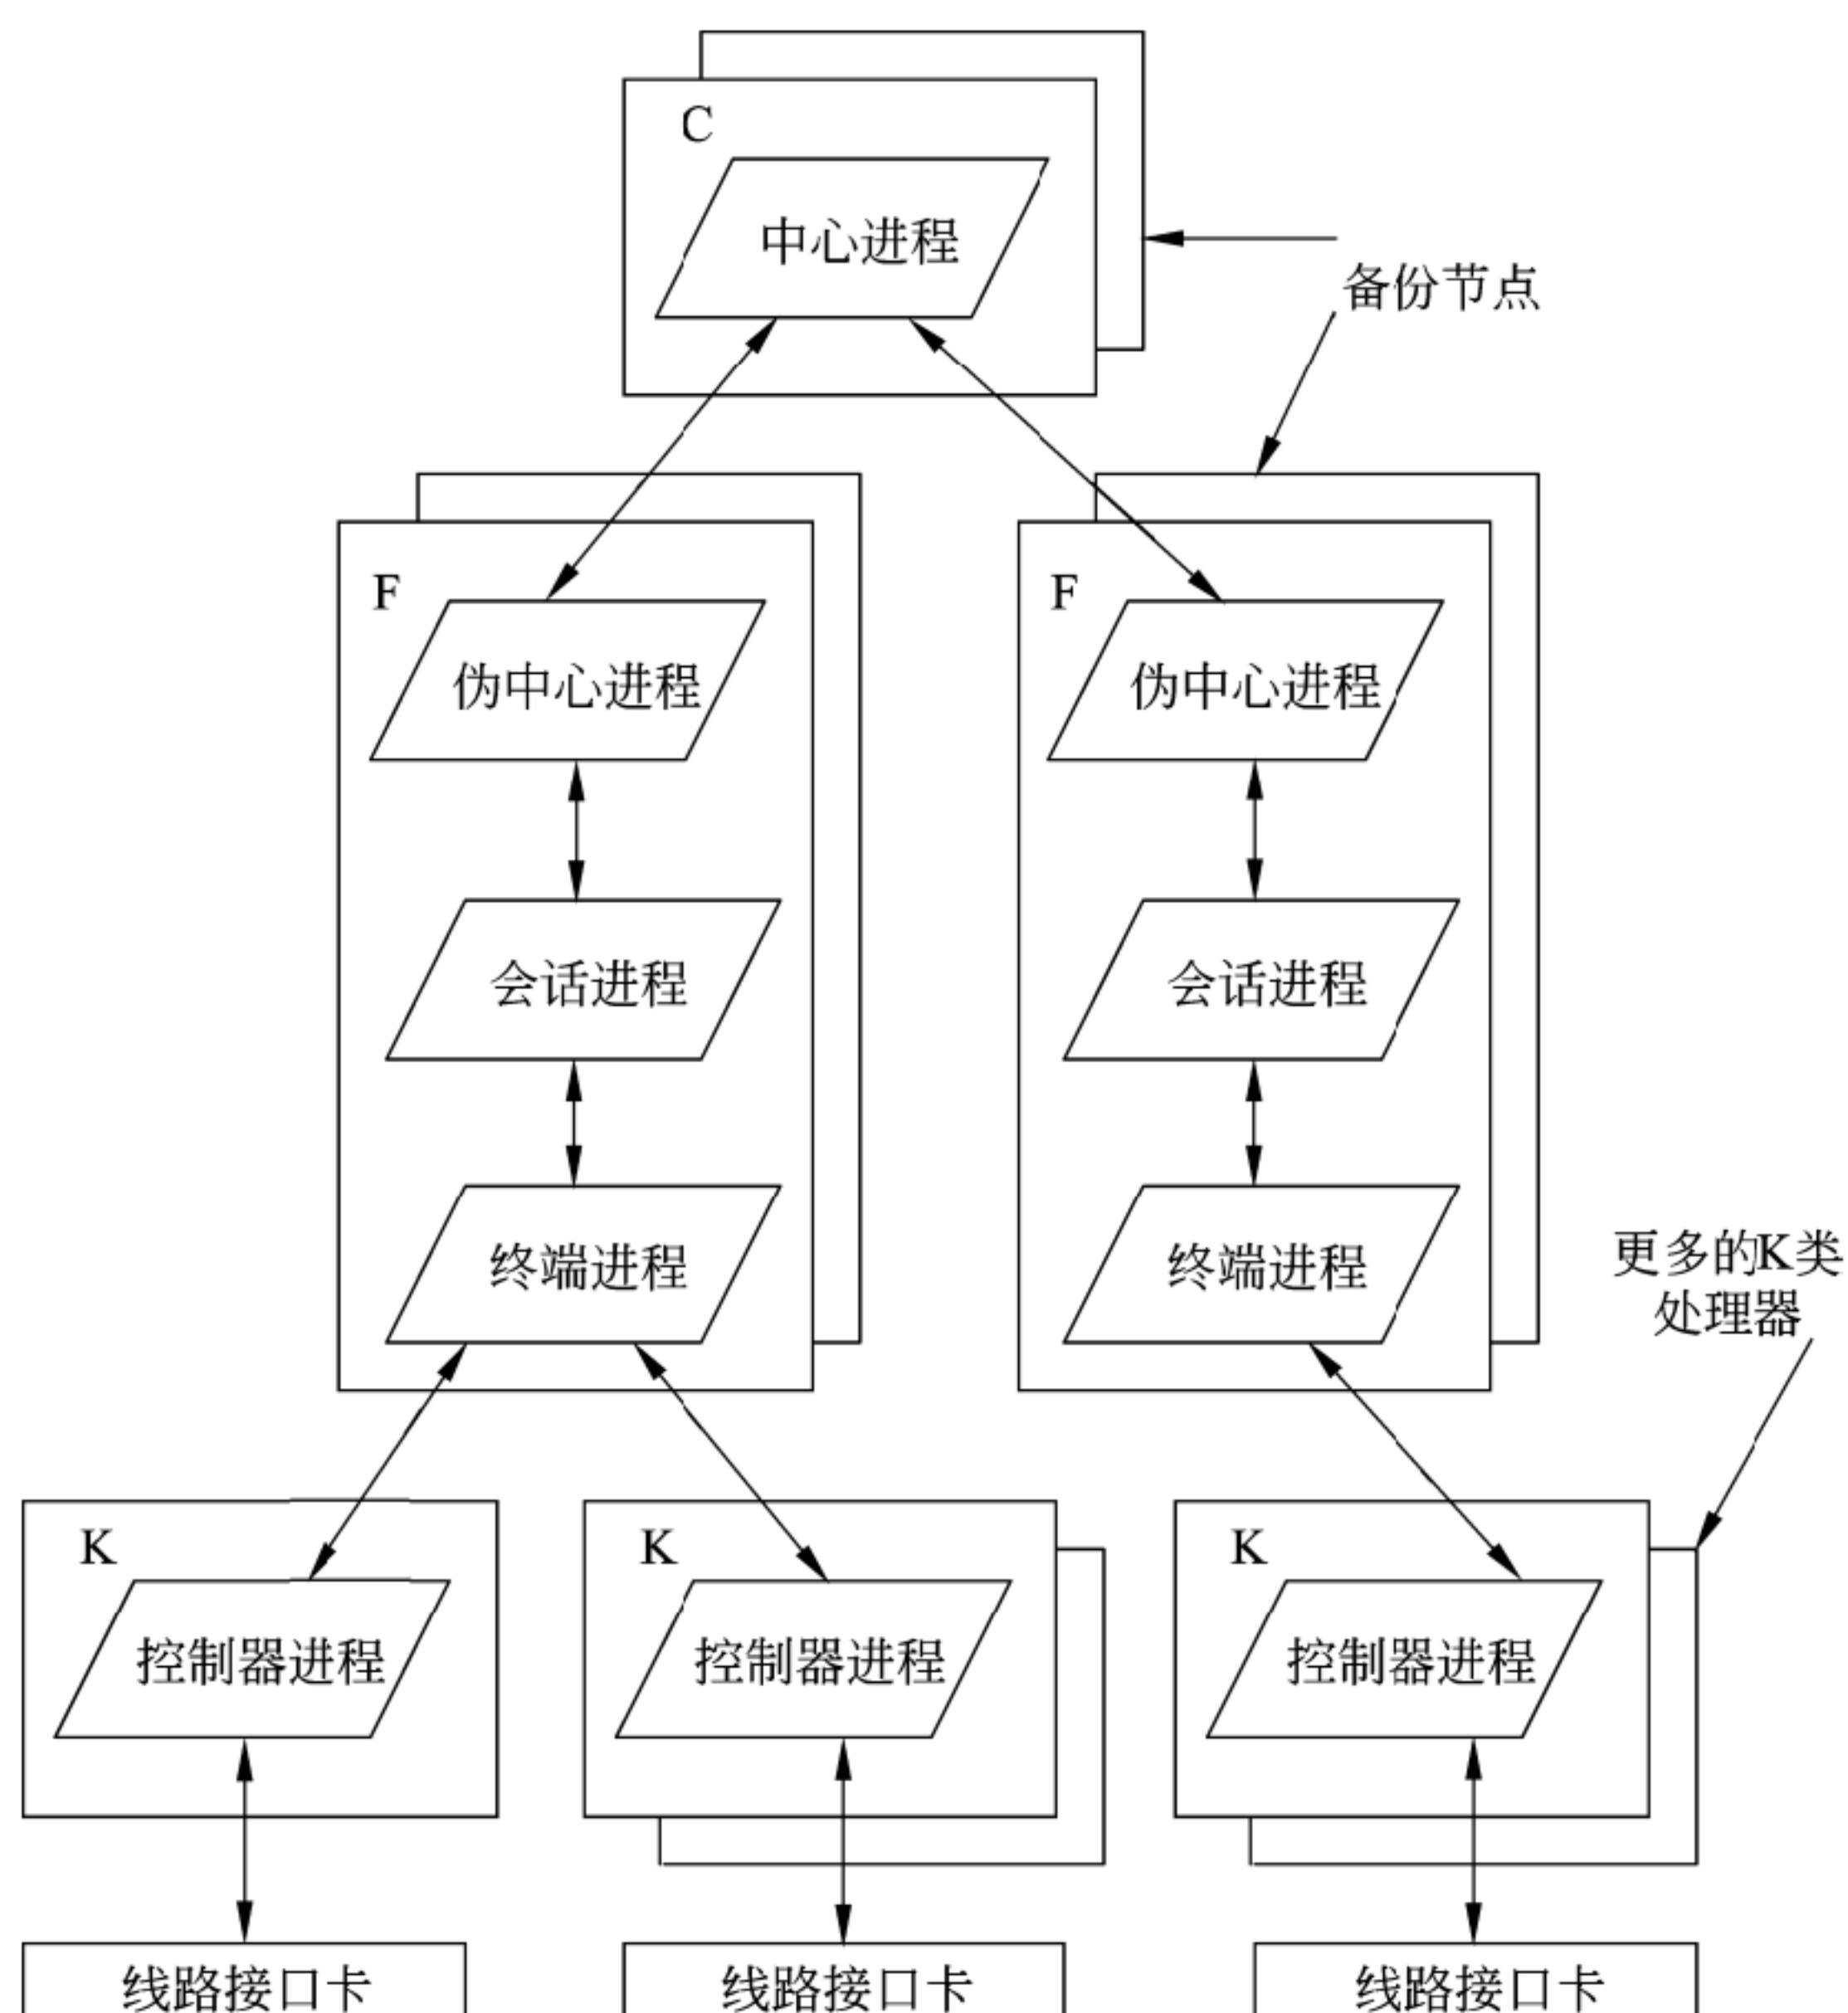 C
中心进程
备份节点
F
F
伪中心进程
伪中心进程
会话进程
会话进程
终端进程
终端进程
更多的K类
处理器
K
K
K
控制器进程
控制器进程
控制器进程
线路接口卡
线路接口卡
线路接口卡